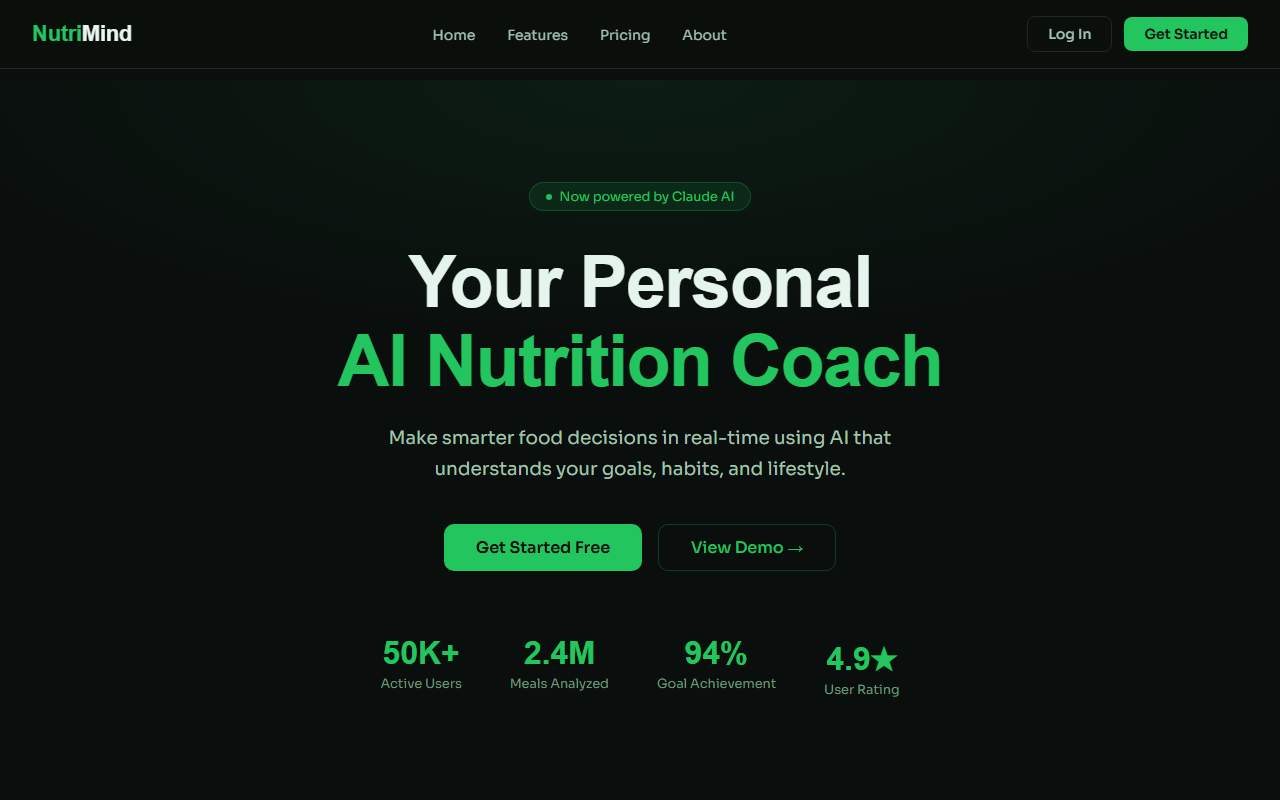 NutriMind
Home Features Pricing About
Log In
Get Started
Now powered by Claude AI
Your Personal
AI Nutrition Coach
Make smarter food decisions in real-time using AI that
understands your goals, habits, and lifestyle.
Get Started Free
View Demo →
50K+
Active Users
2.4M
Meals Analyzed
94%
Goal Achievement
4.9★
User Rating